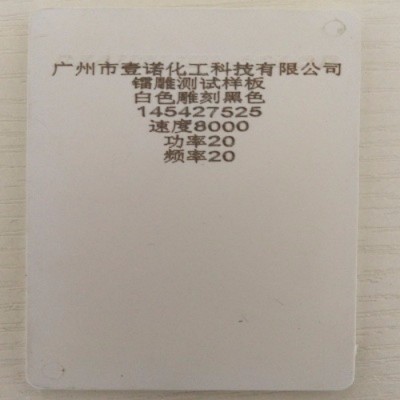 广州市壹诺化工科技有限公司
镭雕测试样板
白色雕刻黑色
145427525
速度8000
功率20
频率20